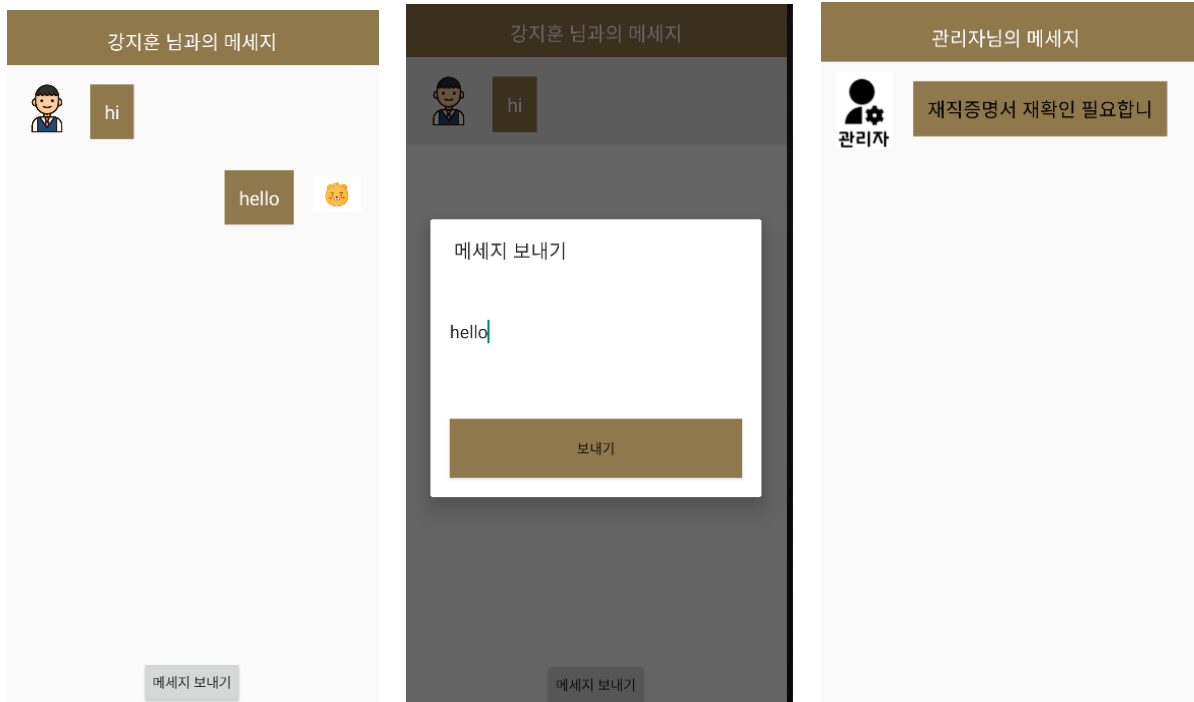 강지훈 님과의 메세지
hi
hello
메세지 보내기
강지훈 님과의 메세지
hi
메세지 보내기
hello
보내기
메세지 보내기
관리자님의 메세지
관리자
재직증명서 재확인 필요합니